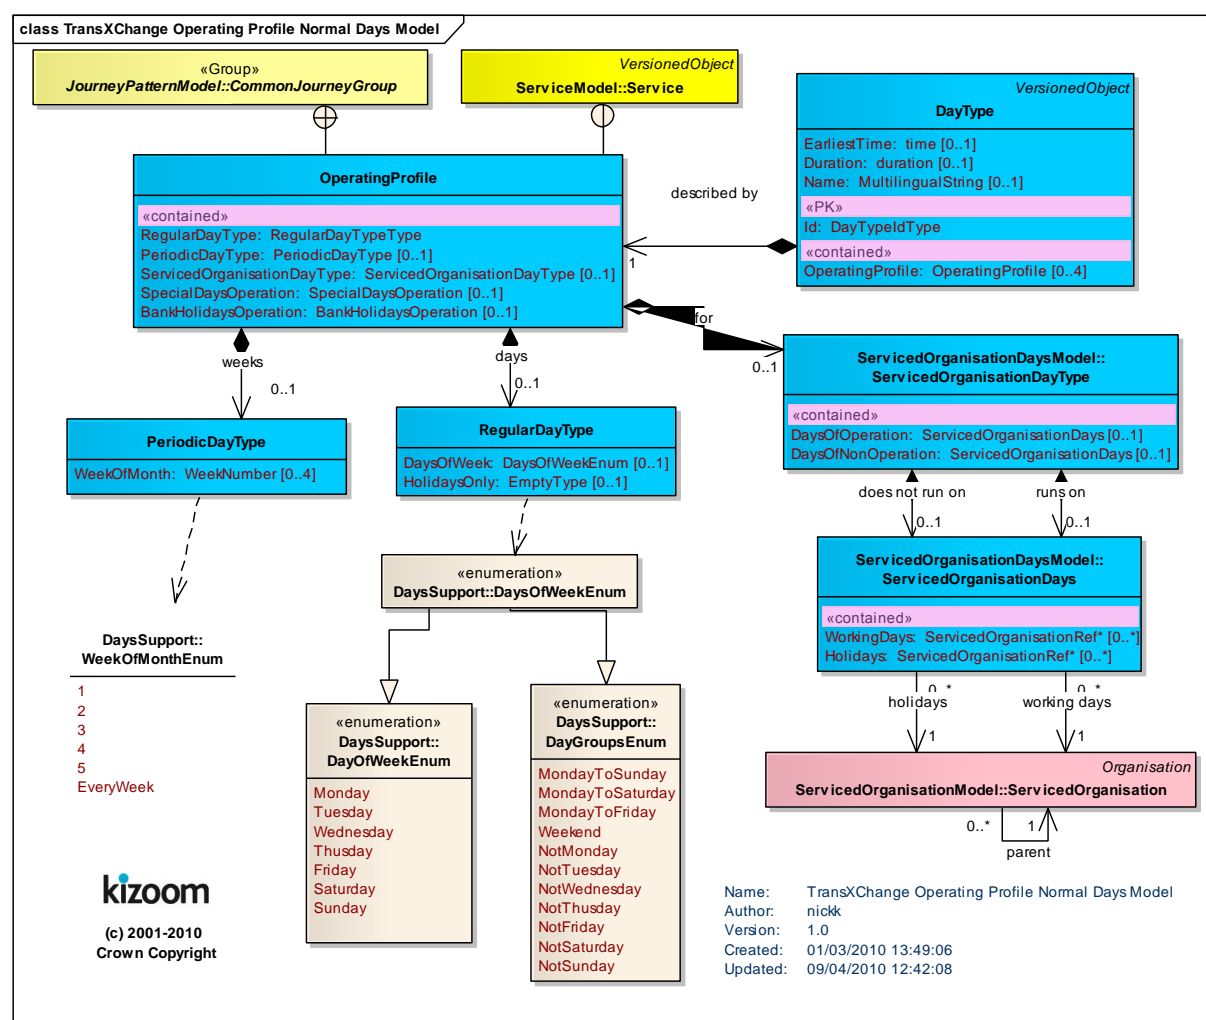 class TransXChange Operating Profile Normal Days Model
«Group»
JourneyPatternModel::CommonJourneyGroup
VersionedObject
ServiceModel::Service
VersionedObject
DayType
EarliestTime: time [0..1]
Duration: duration [0..1]
Name: MultilingualString [0..1]
«PK»
Id: DayTypeIdType
«contained»
OperatingProfile: OperatingProfile [0..4]
OperatingProfile
«contained»
RegularDayType: RegularDayTypeType
PeriodicDayType: PeriodicDayType [0..1]
ServicedOrganisationDayType: ServicedOrganisationDayType [0..1]
SpecialDaysOperation: SpecialDaysOperation [0..1]
BankHolidaysOperation: BankHolidaysOperation [0..1]
described by
1
for
0..1
weeks
0..1
days
0..1
ServicedOrganisationDaysModel::
ServicedOrganisationDayType
«contained»
DaysOfOperation: ServicedOrganisationDays [0..1]
DaysOfNonOperation: ServicedOrganisationDays [0..1]
PeriodicDayType
WeekOfMonth: WeekNumber [0..4]
RegularDayType
DaysOfWeek: DaysOfWeekEnum [0..1]
HolidaysOnly: EmptyType [0..1]
does not run on
0..1
runs on
0..1
«enumeration»
DaysSupport::DaysOfWeekEnum
ServicedOrganisationDaysModel::
ServicedOrganisationDays
«contained»
WorkingDays: ServicedOrganisationRef* [0..*]
Holidays: ServicedOrganisationRef* [0..*]
DaysSupport::
WeekOfMonthEnum
1
2
3
4
5
EveryWeek
«enumeration»
DaysSupport::
DayOfWeekEnum
Monday
Tuesday
Wednesday
Thusday
Friday
Saturday
Sunday
«enumeration»
DaysSupport::
DayGroupsEnum
MondayToSunday
MondayToSaturday
MondayToFriday
Weekend
NotMonday
NotTuesday
NotWednesday
NotThusday
NotFriday
NotSaturday
NotSunday
0..*
holidays
1
0..*
working days
1
Organisation
ServicedOrganisationModel::ServicedOrganisation
0..*
1
parent
kizoom
(c) 2001-2010
Crown Copyright
Name: TransXChange Operating Profile Normal Days Model
Author: nickk
Version: 1.0
Created: 01/03/2010 13:49:06
Updated: 09/04/2010 12:42:08